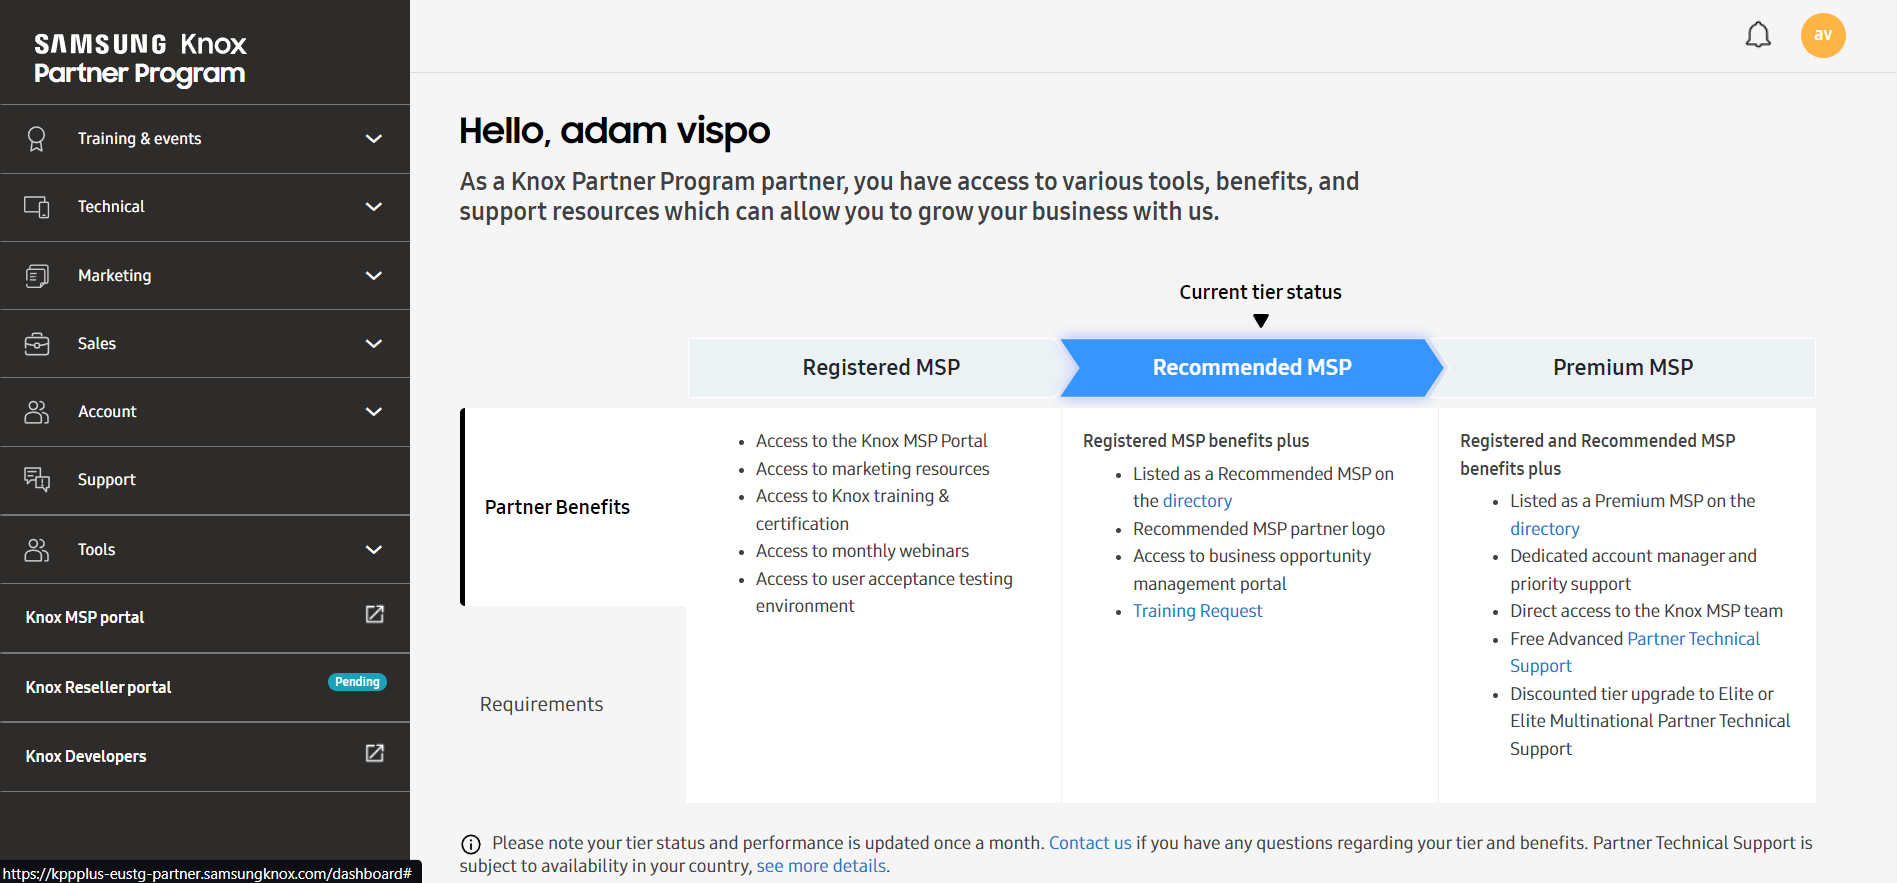 SAMSUNG Knox
Partner Program
Training & events
Technical
Marketing
Sales
Account
Support
Tools
Knox MSP portal
Knox Reseller portal
Pending
Knox Developers
https://kppplus-eustg-partner.samsungknox.com/dashboard#
av
Hello, adam vispo
As a Knox Partner Program partner, you have access to various tools, benefits, and
support resources which can allow you to grow your business with us.
Current tier status
Registered MSP
Recommended MSP
Premium MSP
Partner Benefits
Requirements
• Access to the Knox MSP Portal
• Access to marketing resources
• Access to Knox training &
certification
• Access to monthly webinars
• Access to user acceptance testing
environment
Registered MSP benefits plus
• Listed as a Recommended MSP on
the directory
• Recommended MSP partner logo
• Access to business opportunity
management portal
• Training Request
Registered and Recommended MSP
benefits plus
• Listed as a Premium MSP on the
directory
• Dedicated account manager and
priority support
• Direct access to the Knox MSP team
• Free Advanced Partner Technical
Support
• Discounted tier upgrade to Elite or
Elite Multinational Partner Technical
Support
Please note your tier status and performance is updated once a month. Contact us if you have any questions regarding your tier and benefits. Partner Technical Support is
subject to availability in your country, see more details.